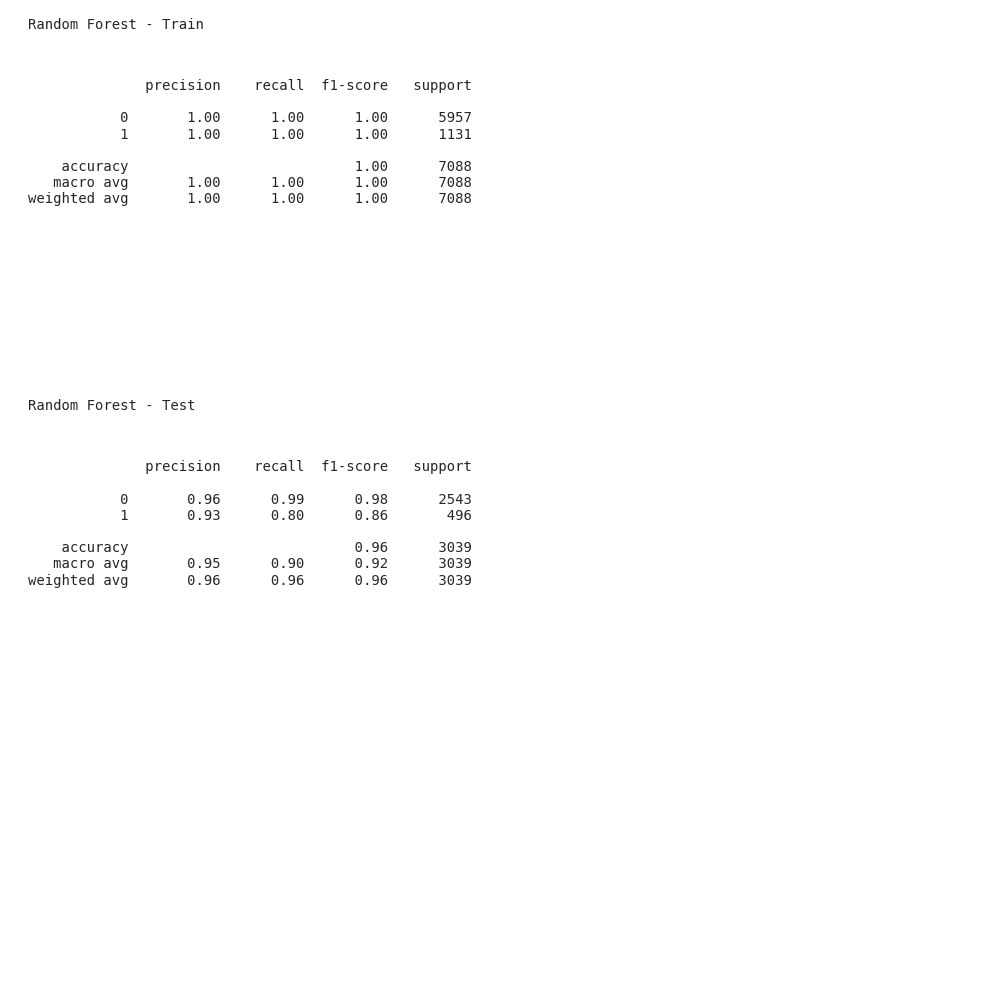 Random Forest - Train
              precision    recall  f1-score   support
           0       1.00      1.00      1.00      5957
           1       1.00      1.00      1.00      1131
    accuracy                           1.00      7088
   macro avg       1.00      1.00      1.00      7088
weighted avg       1.00      1.00      1.00      7088
Random Forest - Test
              precision    recall  f1-score   support
           0       0.96      0.99      0.98      2543
           1       0.93      0.80      0.86       496
    accuracy                           0.96      3039
   macro avg       0.95      0.90      0.92      3039
weighted avg       0.96      0.96      0.96      3039